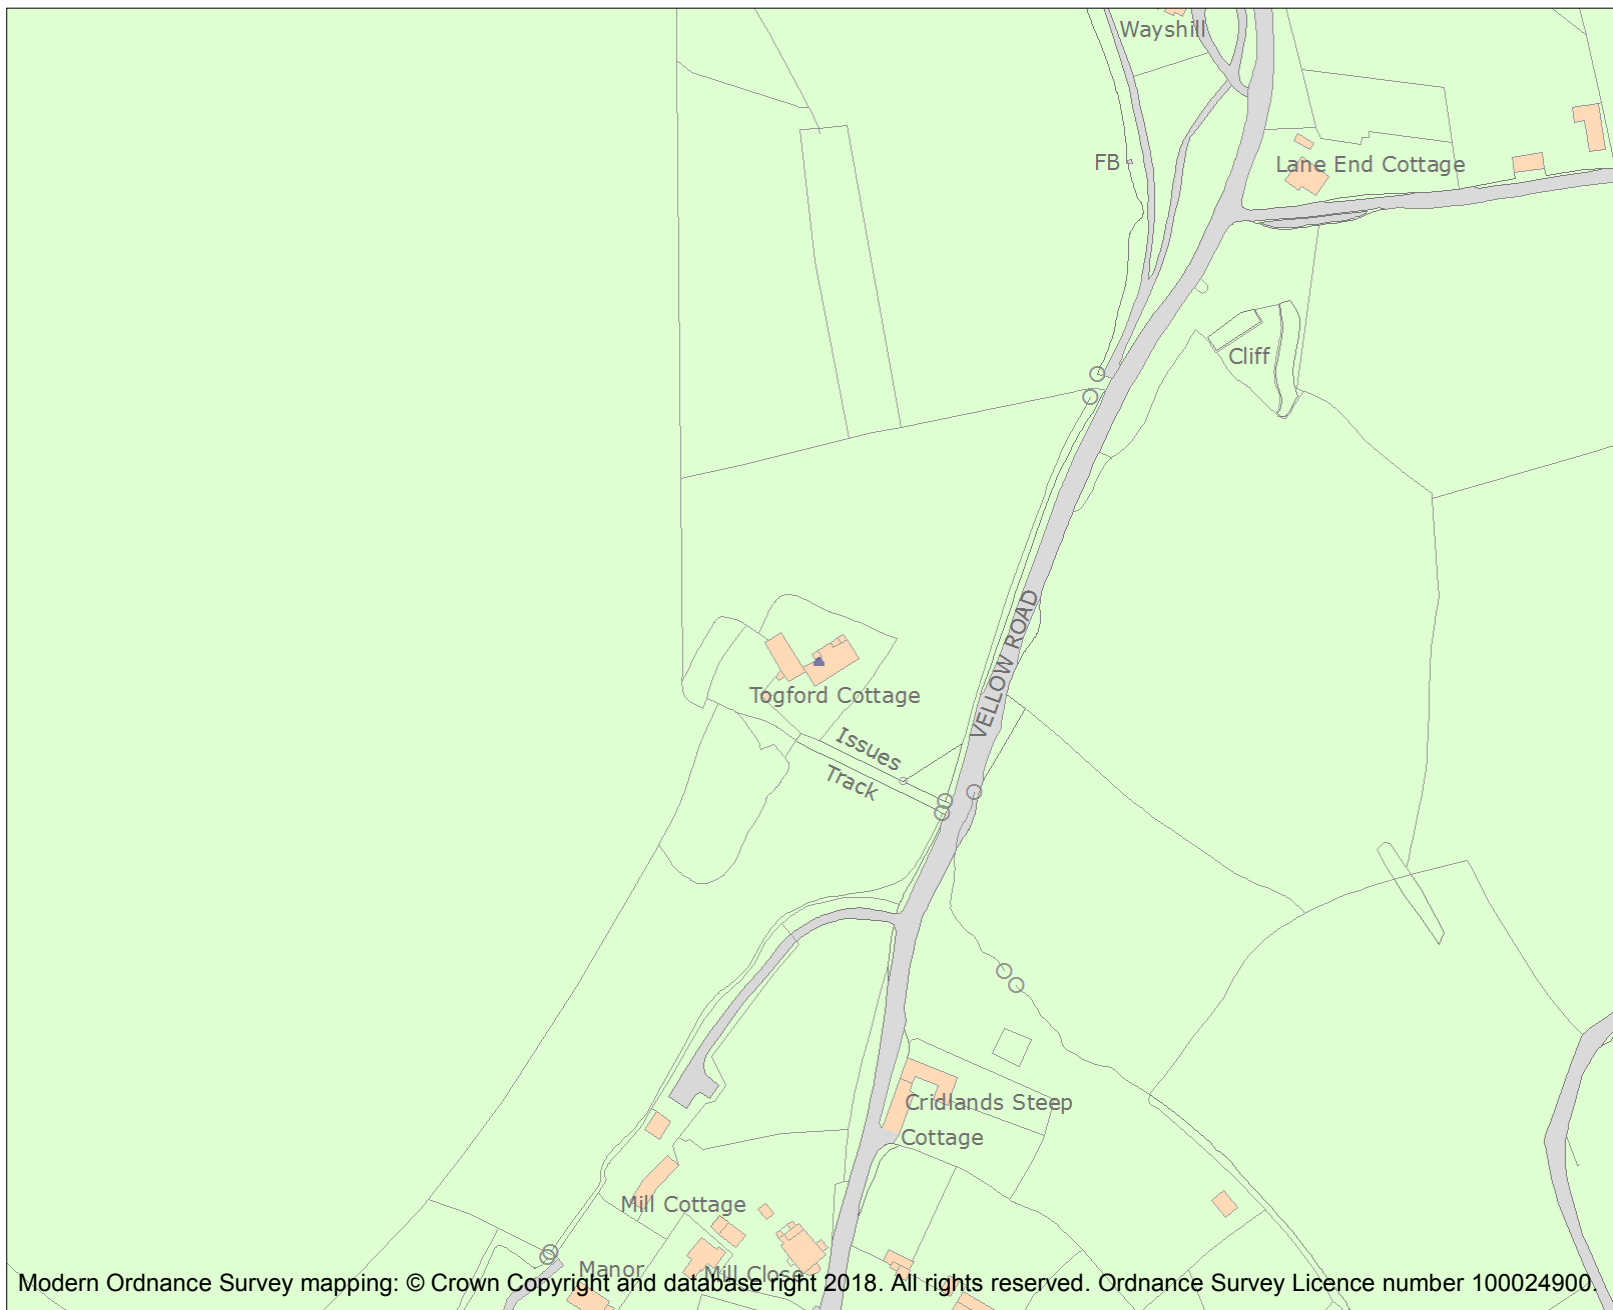 Wayshill
FB
Lane End Cottage
Cliff
VELLOW ROAD
Togford Cottage
Issues
Track
Cridlands Steep
Cottage
Mill Cottage
Manor
Mill Close
Modern Ordnance Survey mapping: © Crown Copyright and database right 2018. All rights reserved. Ordnance Survey Licence number 100024900.